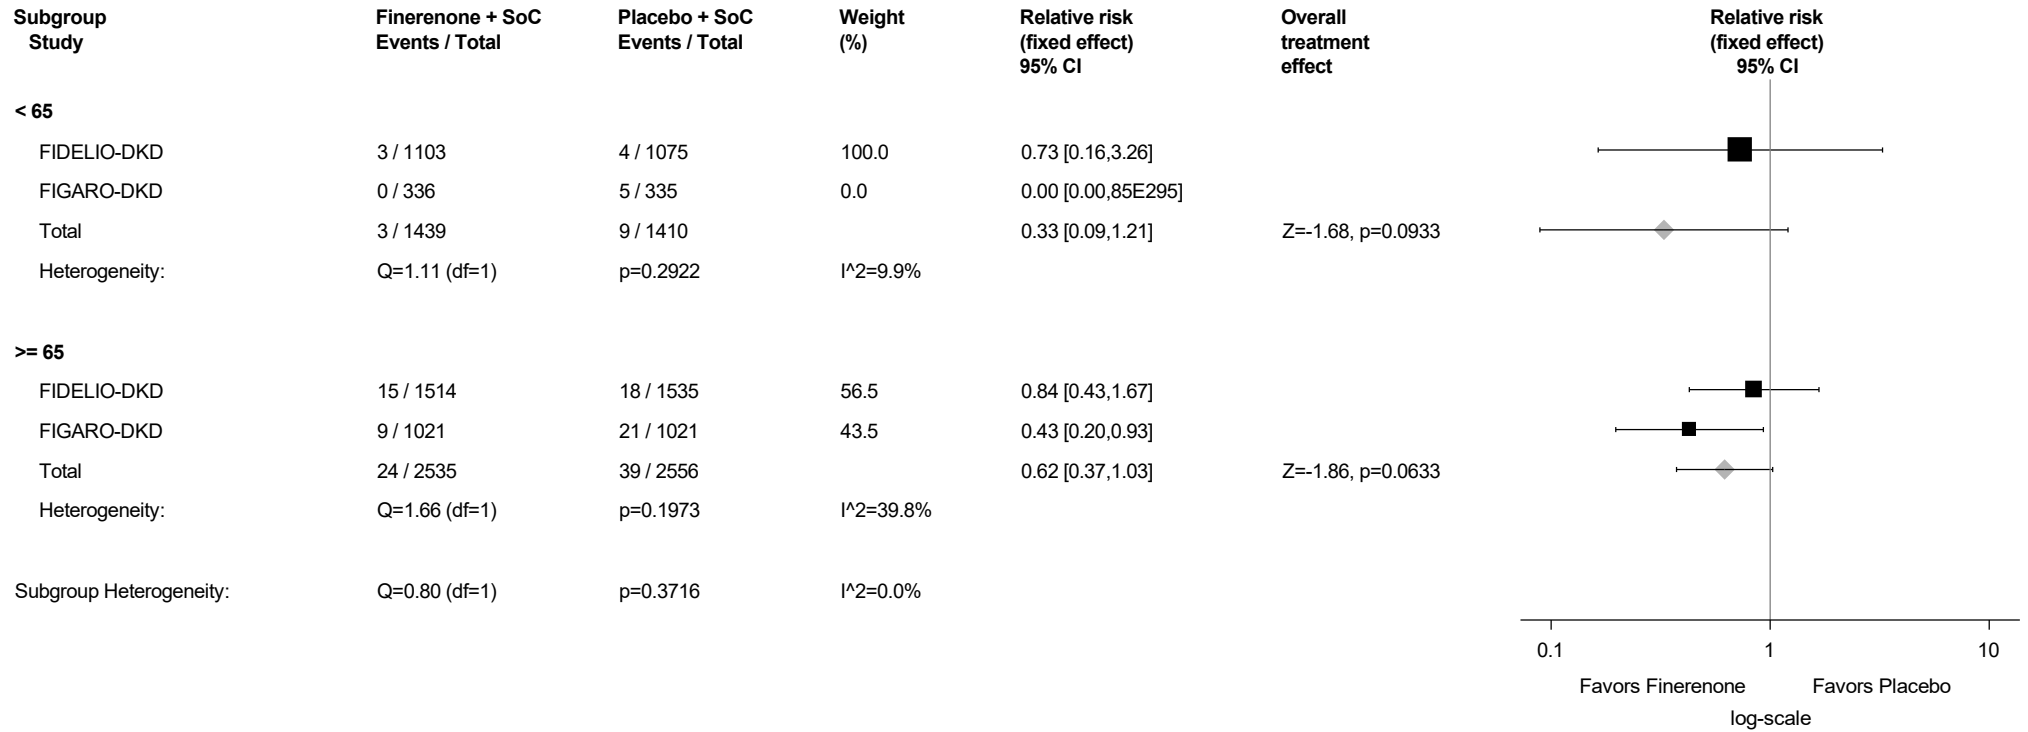 Subgroup Finerenone + SoC Placebo + SoC Weight Relative risk Overall Relative risk
Study Events / Total Events / Total (%) (fixed effect) treatment (fixed effect)
95% CI effect 95% CI
< 65
FIDELIO-DKD 3 / 1103 4 / 1075 100.0 0.73 [0.16,3.26]
FIGARO-DKD 0 / 336 5 / 335 0.0 0.00 [0.00,85E295]
Total 3 / 1439 9 / 1410 0.33 [0.09,1.21] Z=-1.68, p=0.0933
Heterogeneity: Q=1.11 (df=1) p=0.2922 I^2=9.9%
>= 65
FIDELIO-DKD 15 / 1514 18 / 1535 56.5 0.84 [0.43,1.67]
FIGARO-DKD 9 / 1021 21 / 1021 43.5 0.43 [0.20,0.93]
Total 24 / 2535 39 / 2556 0.62 [0.37,1.03] Z=-1.86, p=0.0633
Heterogeneity: Q=1.66 (df=1) p=0.1973 I^2=39.8%
Subgroup Heterogeneity: Q=0.80 (df=1) p=0.3716 I^2=0.0%
0.1 1 10
Favors Finerenone Favors Placebo
log-scale